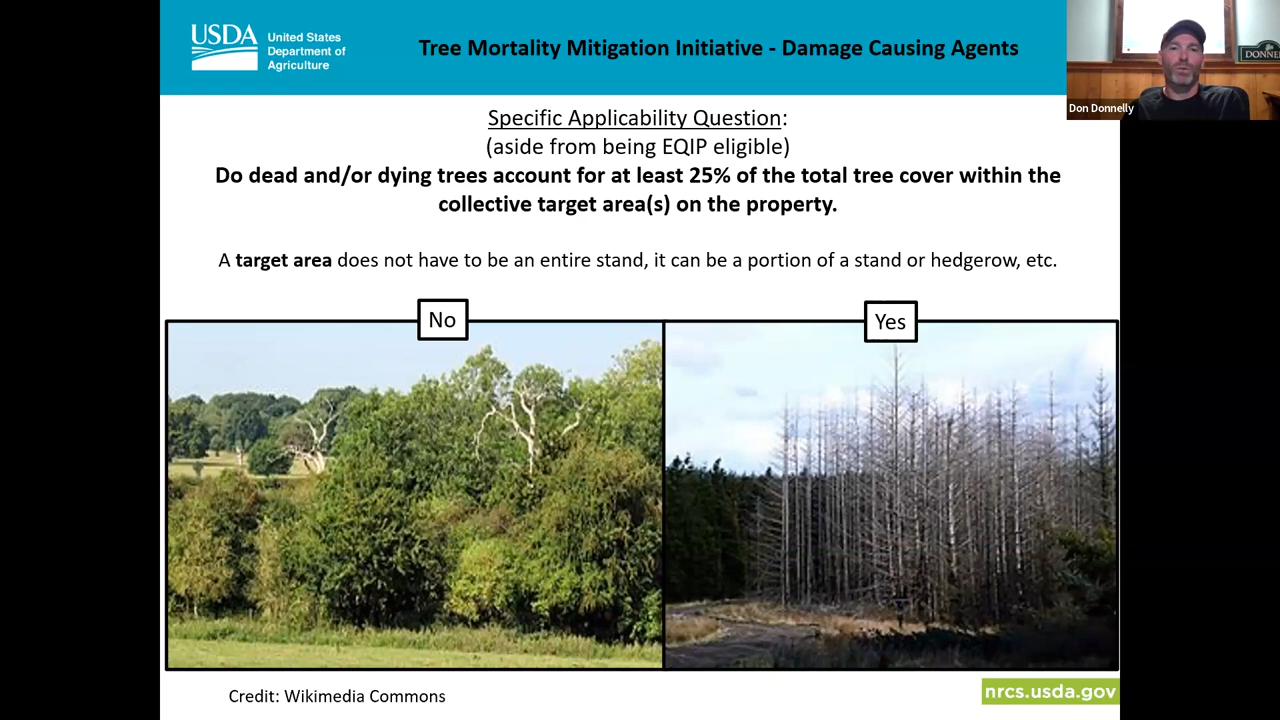 USDA
United States
Department of
Agriculture
Tree Mortality Mitigation Initiative - Damage Causing Agents
DONNE
Don Donnelly
Specific Applicability Question:
(aside from being EQIP eligible)
Do dead and/or dying trees account for at least 25% of the total tree cover within the
collective target area(s) on the property.
A target area does not have to be an entire stand, it can be a portion of a stand or hedgerow, etc.
No
Yes
Credit: Wikimedia Commons
nrcs.usda.gov